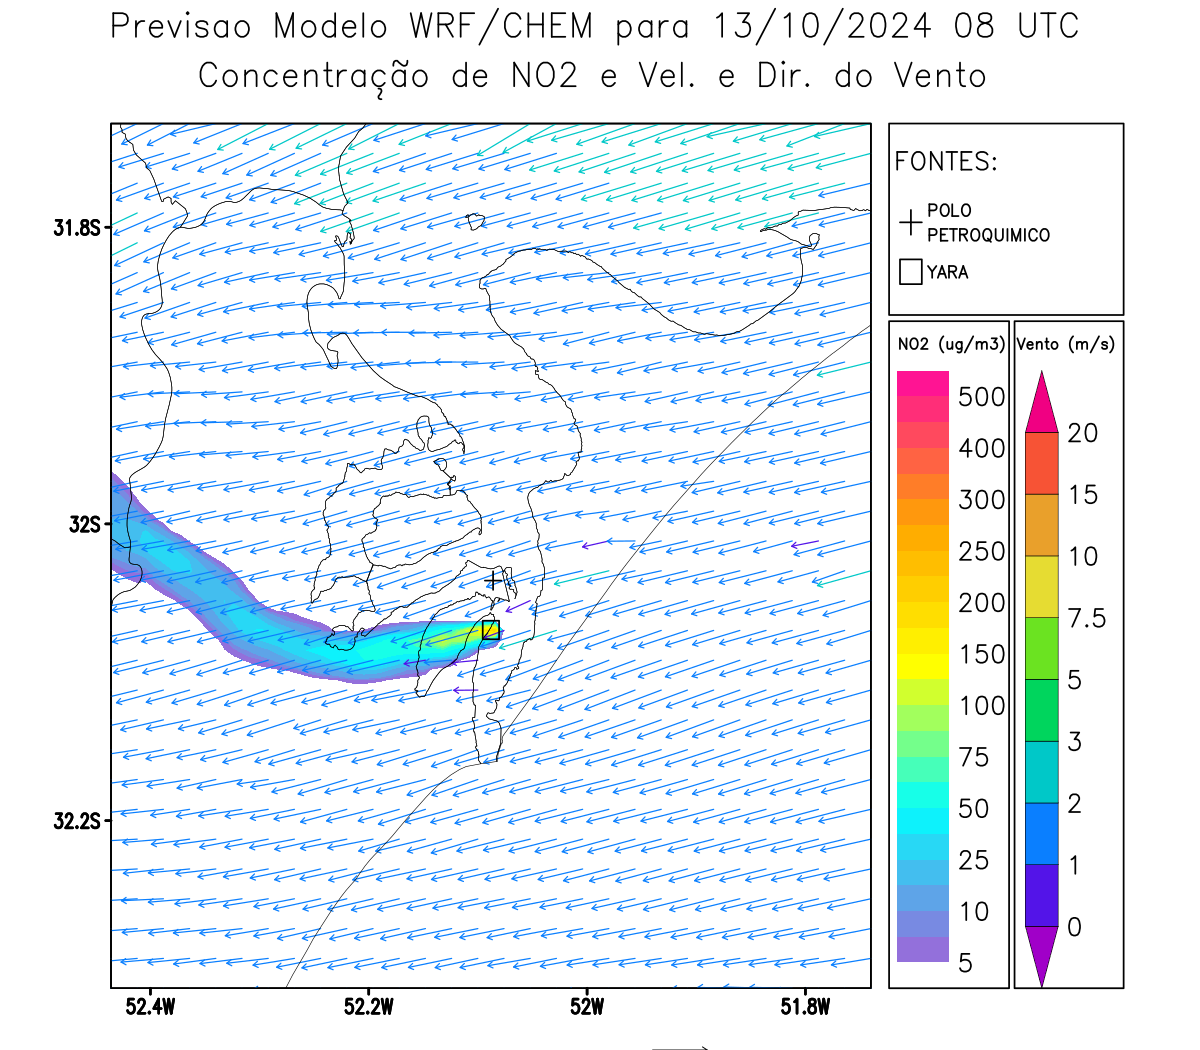 Previsao Modelo WRF/CHEM para 13/10/2024 08 UTC
Concentração de NO2 e Vel. e Dir. do Vento
FONTES:
POLO
PETROQUIMICO
YARA
31.8S
32S
32.2S
52.4W
52.2W
52W
51.8W
NO2 (ug/m3)
500
400
300
250
200
150
100
75
50
25
10
5
Vento (m/s)
20
15
10
7.5
5
3
2
1
0